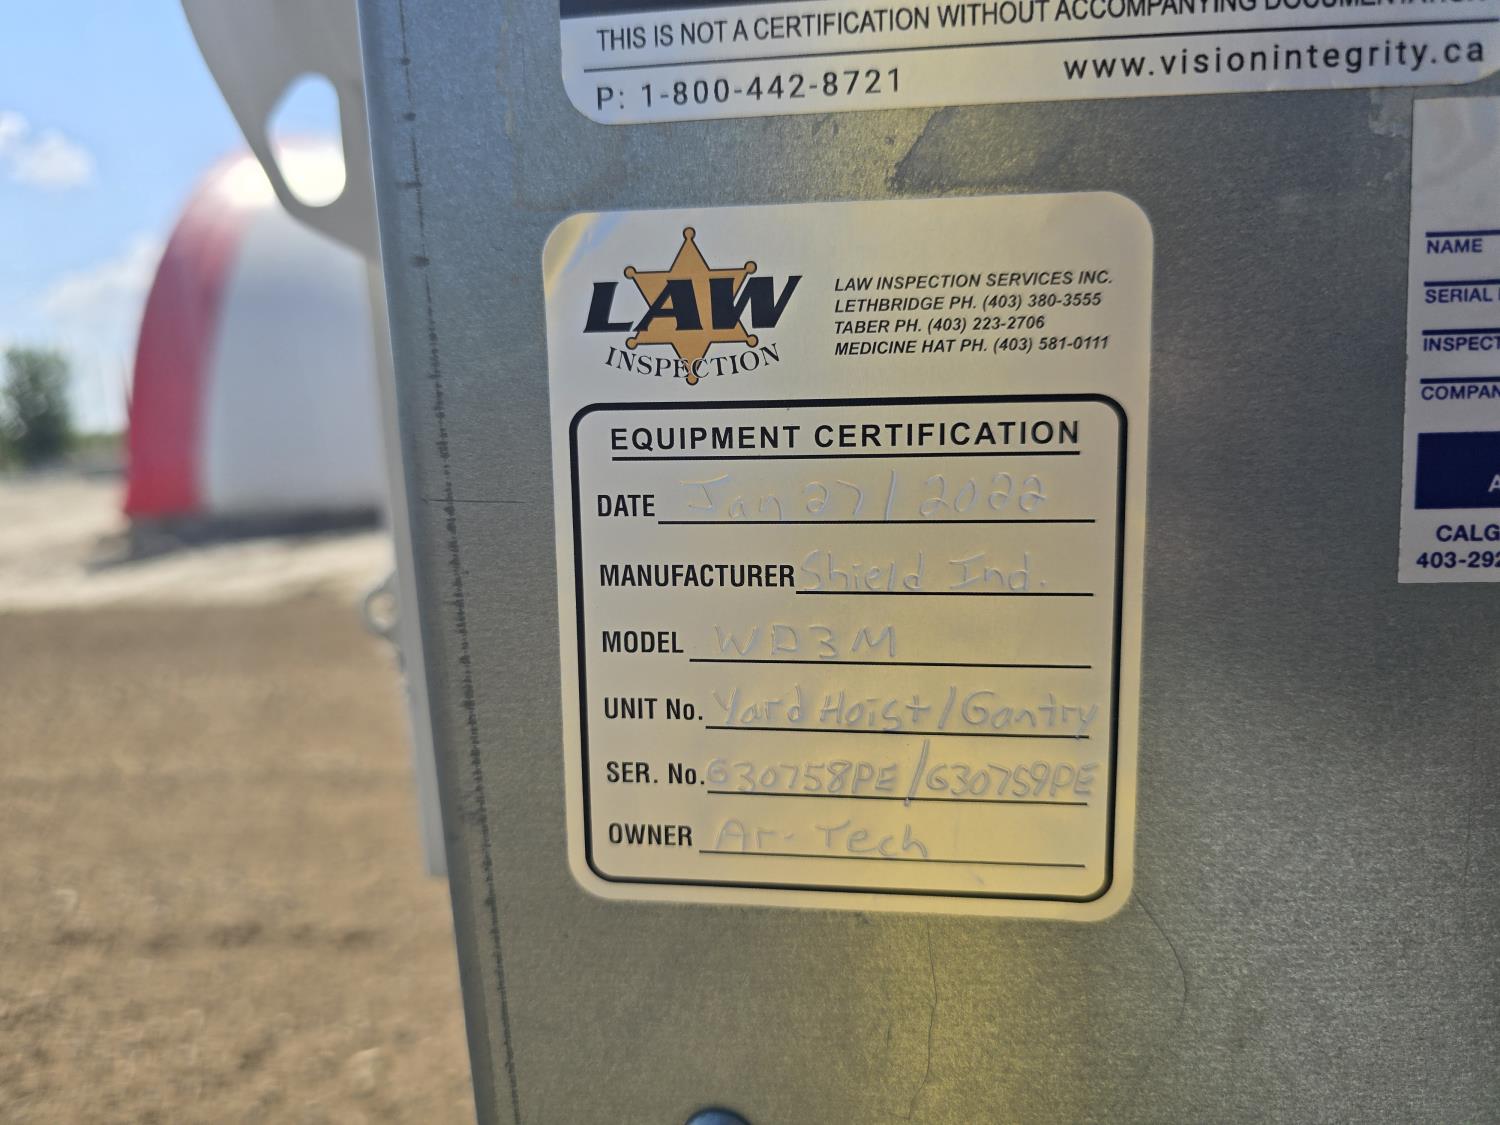 THIS IS NOT A CERTIFICATION WITHOUT ACCOMPANYING
P: 1-800-442-8721
www.visionintegrity.ca
LAW
INSPECTION
LAW INSPECTION SERVICES INC.
LETHBRIDGE PH. (403) 380-3555
TABER PH. (403) 223-2706
MEDICINE HAT PH. (403) 581-0111
EQUIPMENT CERTIFICATION
DATE Jan 27/2022
MANUFACTURER Shield Ind.
MODEL WD3M
UNIT No. Yard Hoist/Gantry
SER. No. G30758PE/G30759PE
OWNER Ar-Tech
NAME
SERIAL
INSPECT
COMPAN
A
CALG
403-292